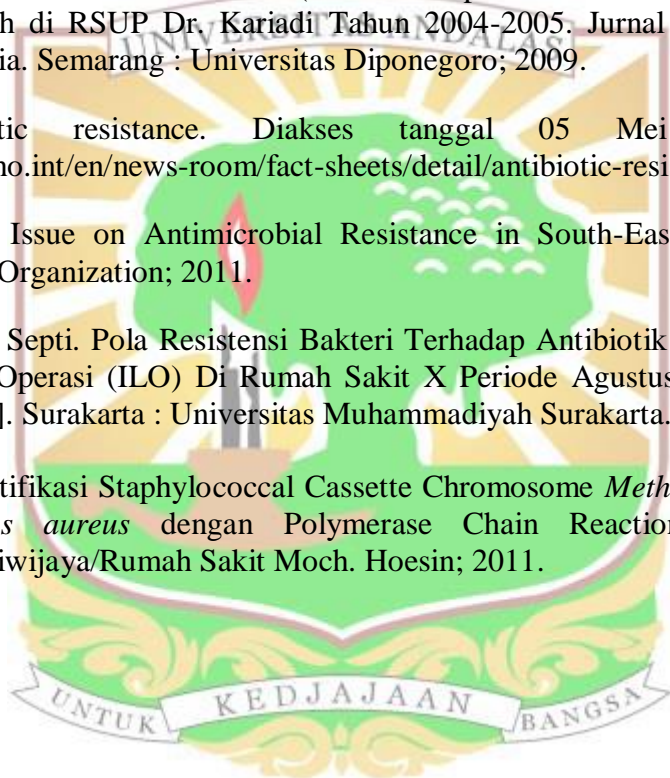 h di RSUP Dr. Kariadi Tahun 2004-2005. Jurnal
UNIVERSITAS ANDALAS
ia. Semarang : Universitas Diponegoro; 2009.
tic resistance. Diakses tanggal 05 Mei
no.int/en/news-room/fact-sheets/detail/antibiotic-resi
Issue on Antimicrobial Resistance in South-Eas
Organization; 2011.
Septi. Pola Resistensi Bakteri Terhadap Antibiotik
Operasi (ILO) Di Rumah Sakit X Periode Agustus
]. Surakarta : Universitas Muhammadiyah Surakarta.
tifikasi Staphylococcal Cassette Chromosome Meth
s aureus dengan Polymerase Chain Reaction
iwijaya/Rumah Sakit Moch. Hoesin; 2011.
UNTUK KEDJAJAAN BANGSA